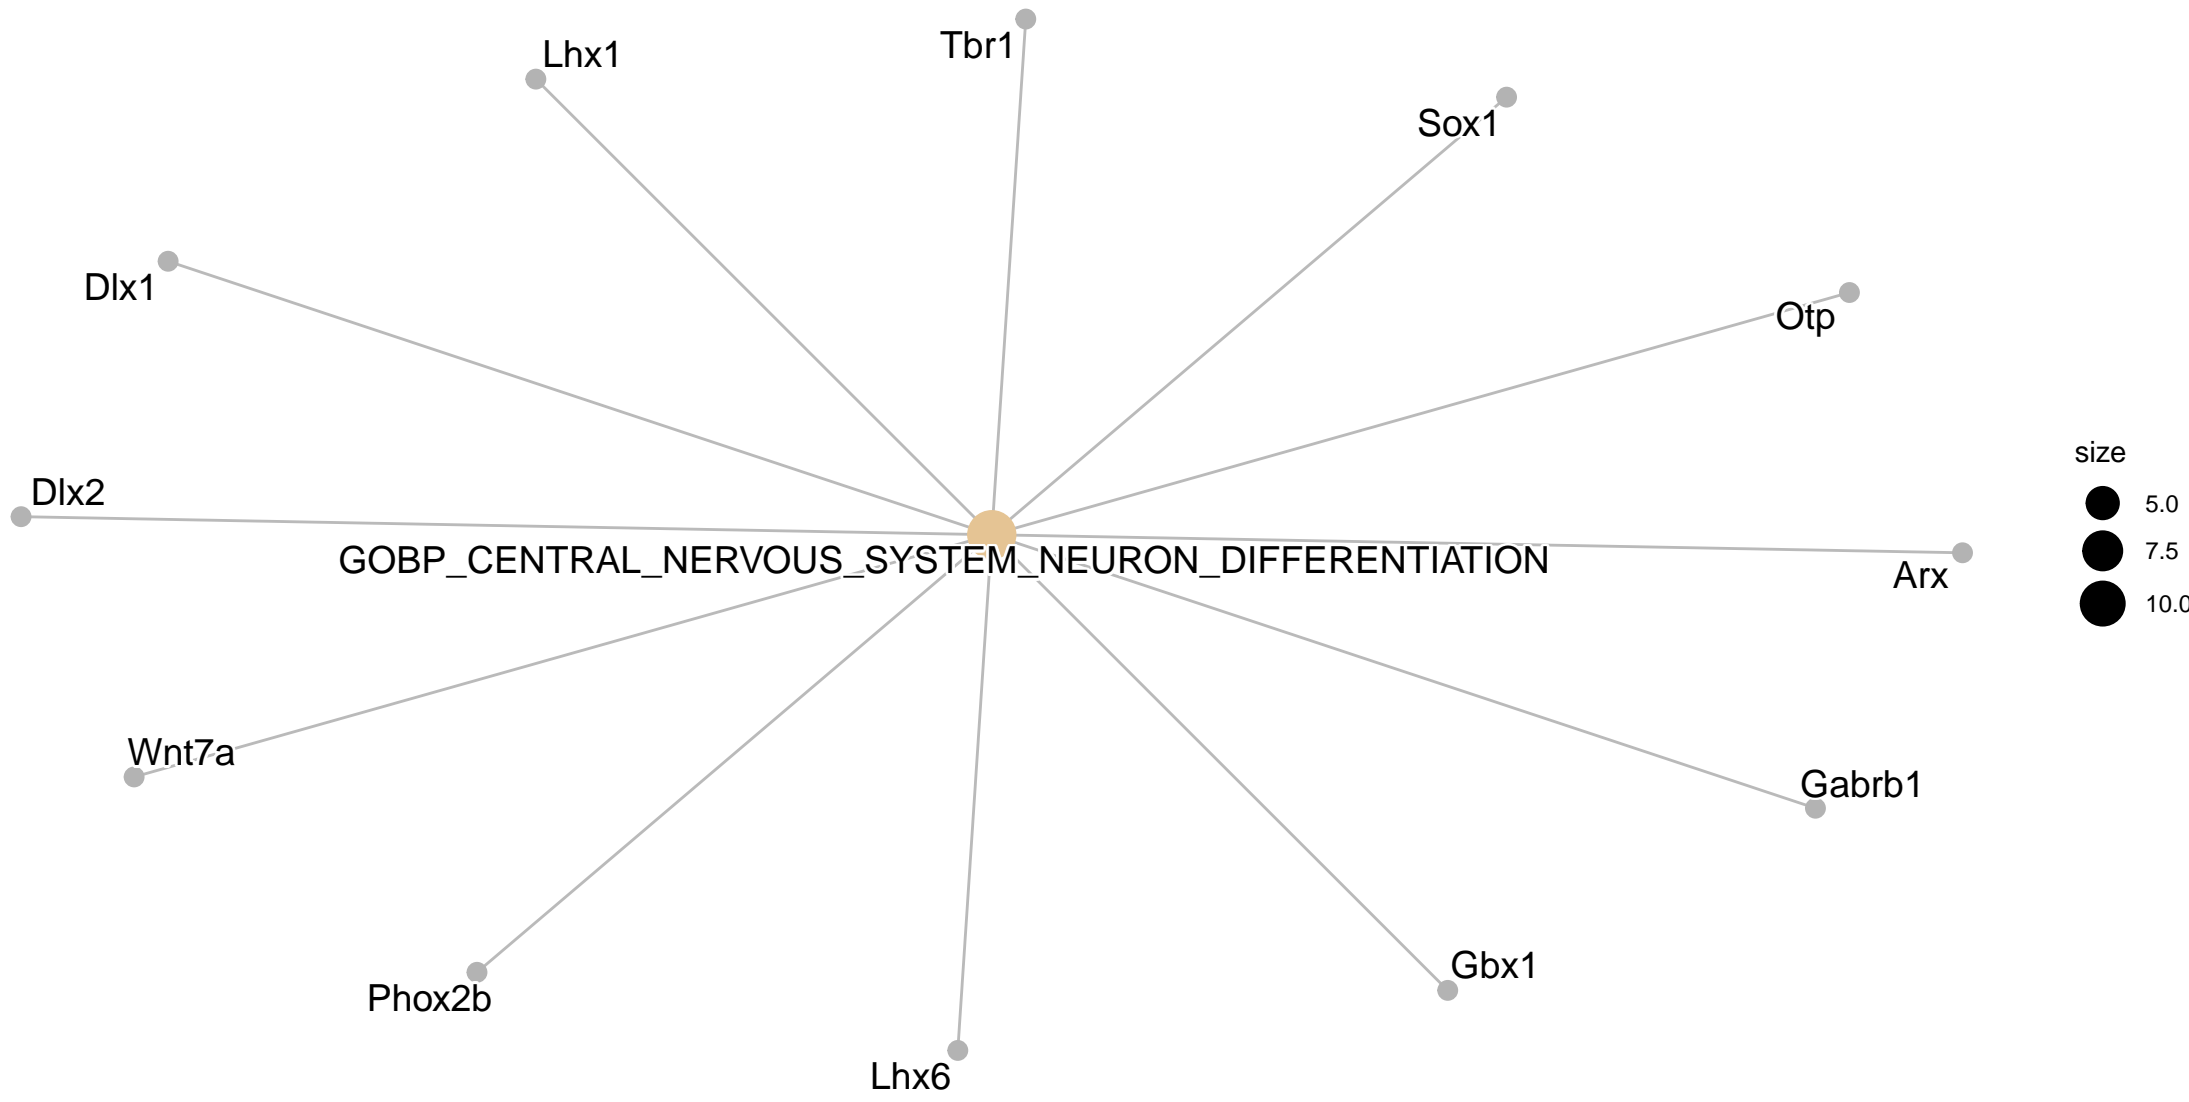 Tbr1
Lhx1
Sox1
Dlx1
Otp
size
Dlx2
5.0
7.5
GOBP_CENTRAL_NERVOUS_SYSTEM_NEURON_DIFFERENTIATION
Arx
10.0
Wnt7a
Gabrb1
Gbx1
Phox2b
Lhx6